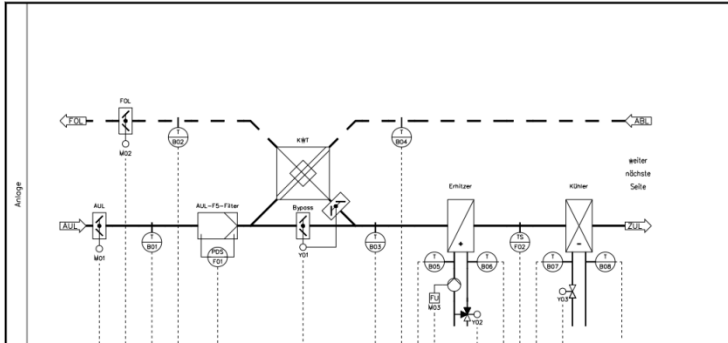 FOL
FOL
M02
T
B02
KGT
T
B04
ABL
weiter
nächste
Seite
Anlage
AUL
AUL
M01
T
B01
AUL-F5-Filter
PDS
F01
Bypass
Y01
T
B03
Erhitzer
+
T
B05
T
B06
FU
M03
Y02
TS
F02
Kühler
-
T
B07
T
B08
Y03
ZUL